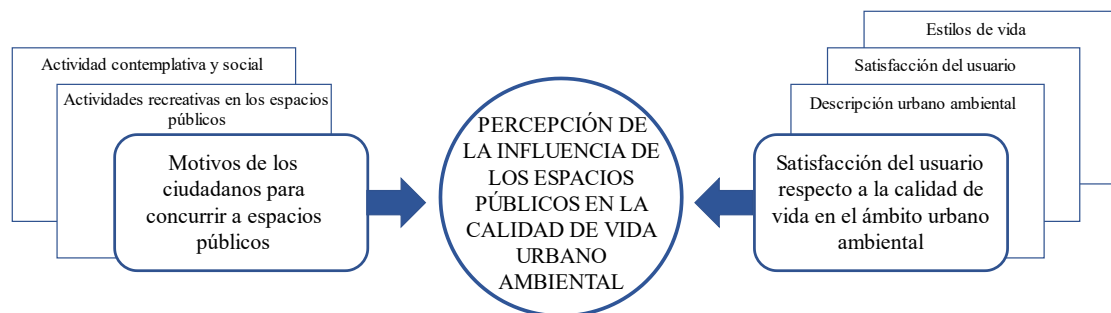 Actividad contemplativa y social
Actividades recreativas en los espacios
públicos
Motivos de los
ciudadanos para
concurrir a espacios
públicos
PERCEPCIÓN DE
LA INFLUENCIA DE
LOS ESPACIOS
PÚBLICOS EN LA
CALIDAD DE VIDA
URBANO
AMBIENTAL
Estilos de vida
Satisfacción del usuario
Descripción urbano ambiental
Satisfacción del usuario
respecto a la calidad de
vida en el ámbito urbano
ambiental